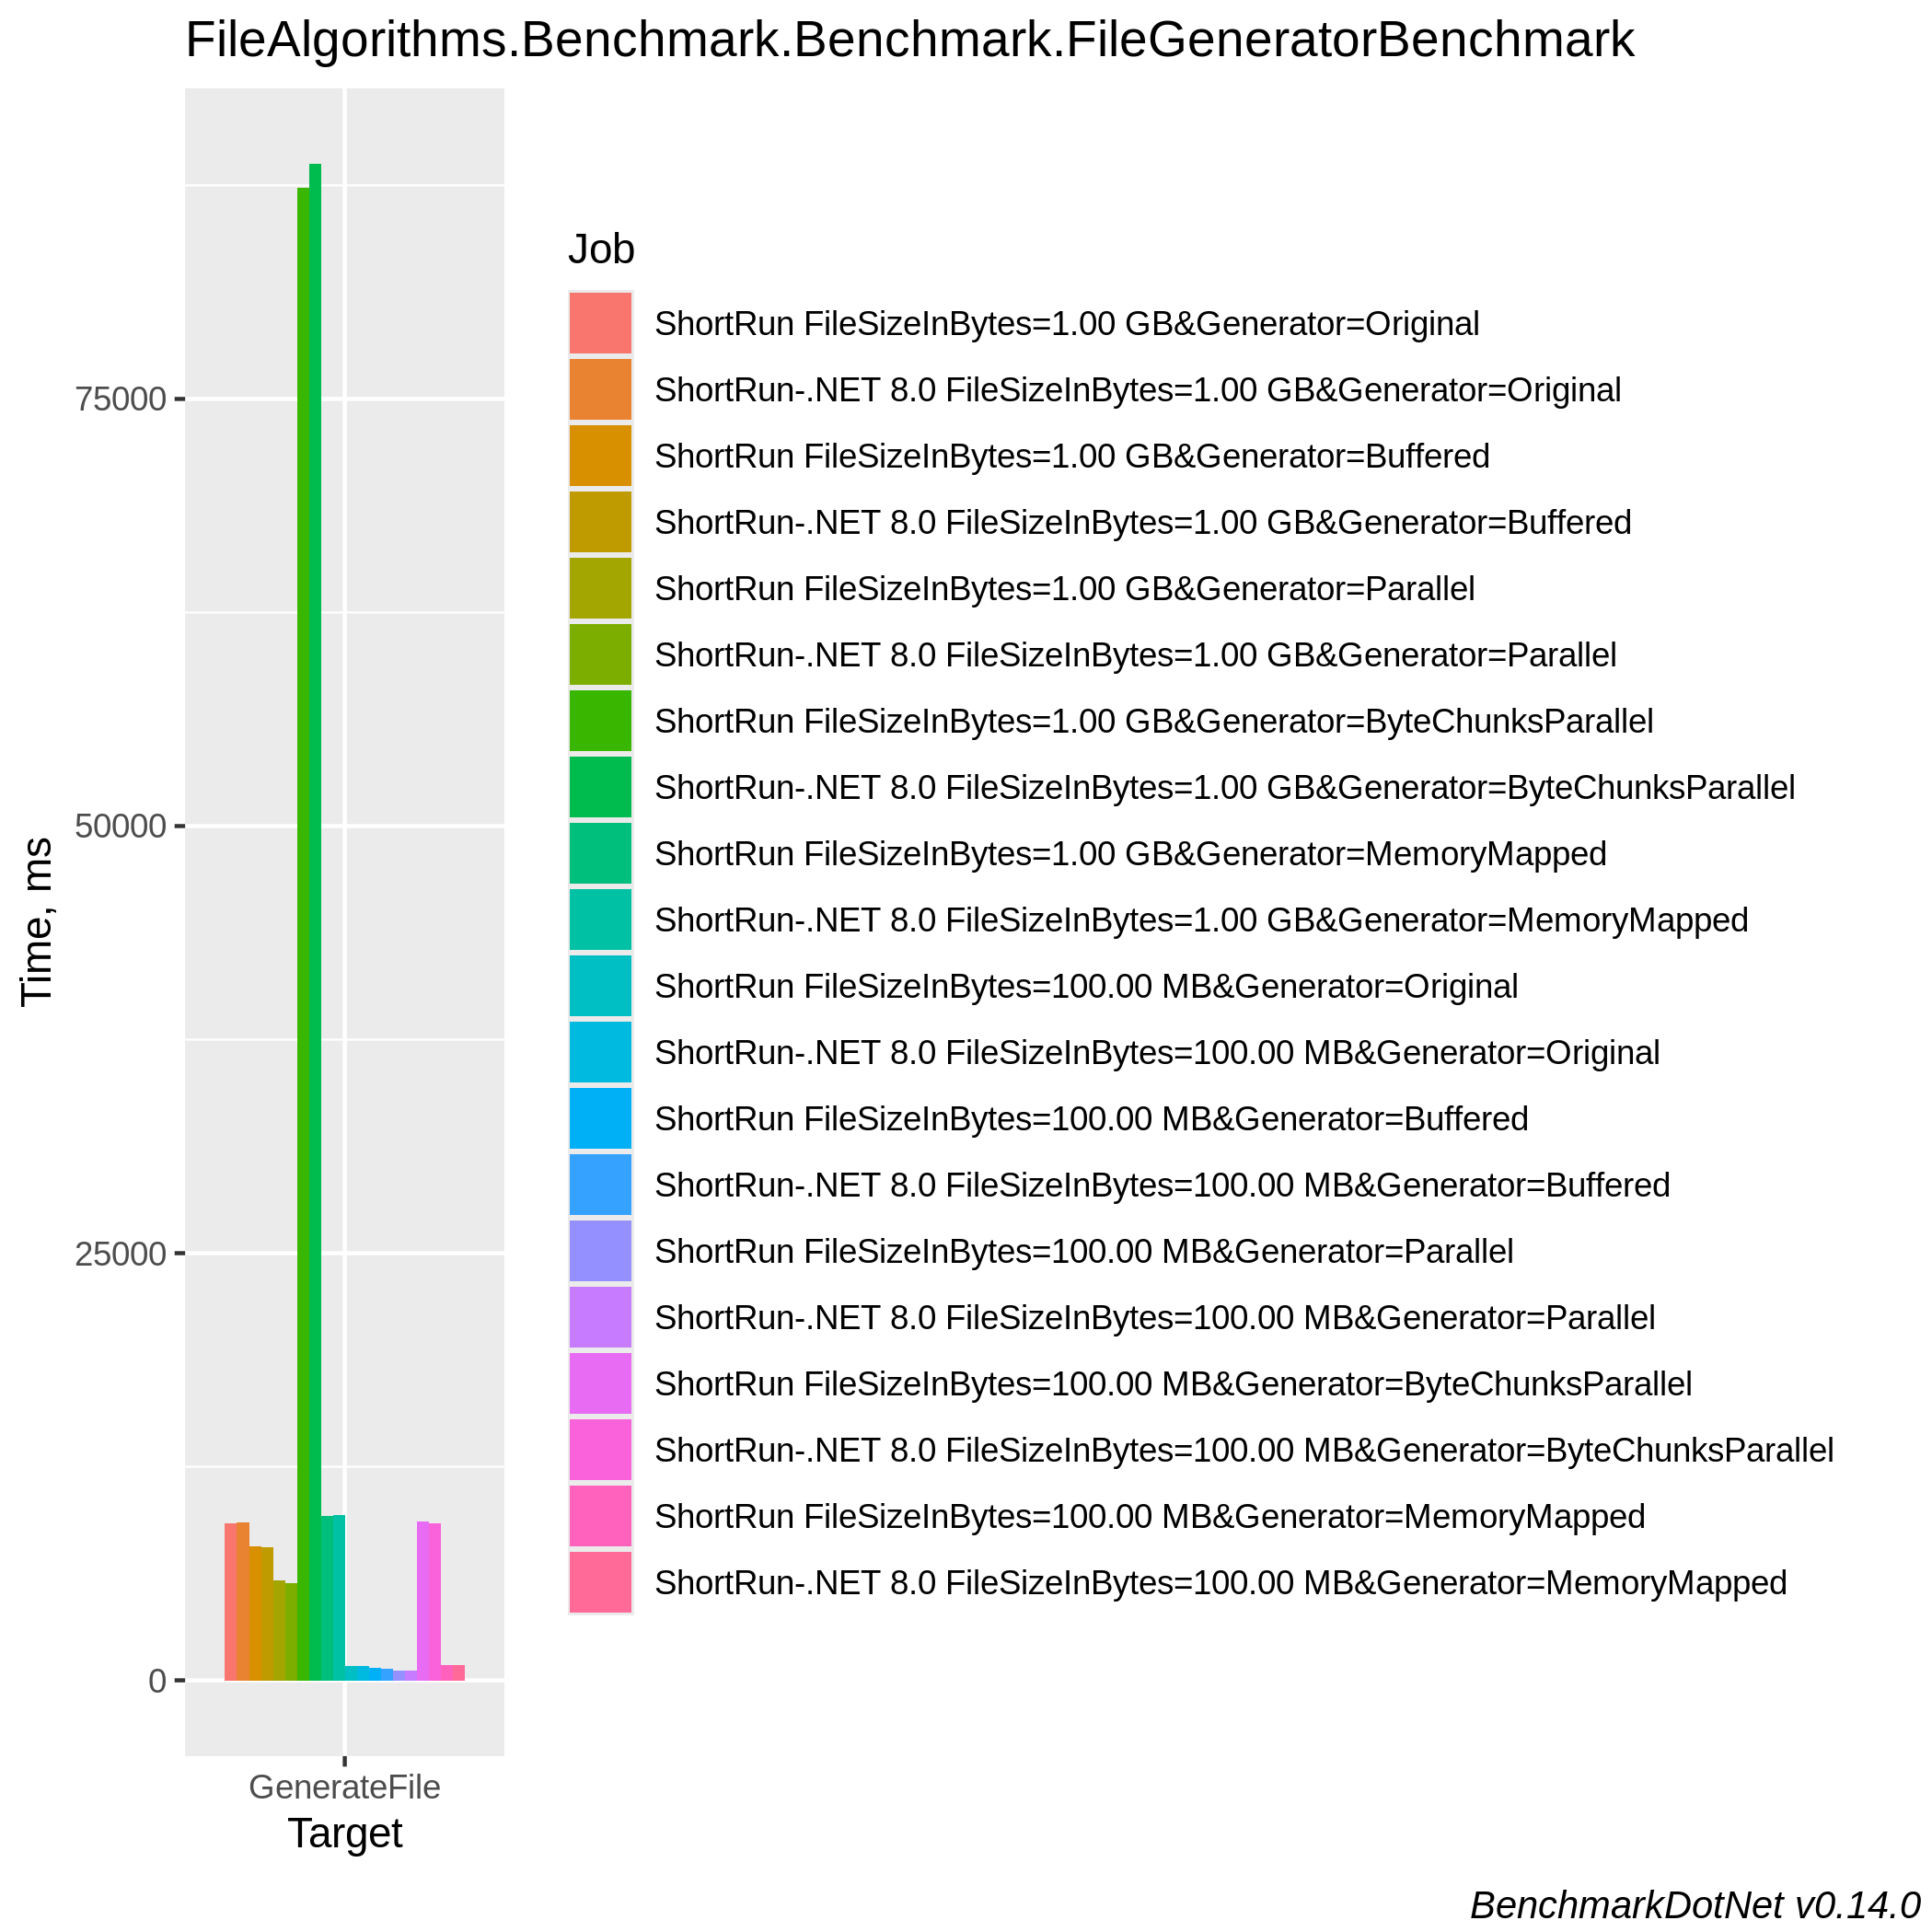 FileAlgorithms.Benchmark.Benchmark.FileGeneratorBenchmark
75000
50000
25000
0
Time, ms
GenerateFile
Target
Job
ShortRun FileSizeInBytes=1.00 GB&Generator=Original
ShortRun-.NET 8.0 FileSizeInBytes=1.00 GB&Generator=Original
ShortRun FileSizeInBytes=1.00 GB&Generator=Buffered
ShortRun-.NET 8.0 FileSizeInBytes=1.00 GB&Generator=Buffered
ShortRun FileSizeInBytes=1.00 GB&Generator=Parallel
ShortRun-.NET 8.0 FileSizeInBytes=1.00 GB&Generator=Parallel
ShortRun FileSizeInBytes=1.00 GB&Generator=ByteChunksParallel
ShortRun-.NET 8.0 FileSizeInBytes=1.00 GB&Generator=ByteChunksParallel
ShortRun FileSizeInBytes=1.00 GB&Generator=MemoryMapped
ShortRun-.NET 8.0 FileSizeInBytes=1.00 GB&Generator=MemoryMapped
ShortRun FileSizeInBytes=100.00 MB&Generator=Original
ShortRun-.NET 8.0 FileSizeInBytes=100.00 MB&Generator=Original
ShortRun FileSizeInBytes=100.00 MB&Generator=Buffered
ShortRun-.NET 8.0 FileSizeInBytes=100.00 MB&Generator=Buffered
ShortRun FileSizeInBytes=100.00 MB&Generator=Parallel
ShortRun-.NET 8.0 FileSizeInBytes=100.00 MB&Generator=Parallel
ShortRun FileSizeInBytes=100.00 MB&Generator=ByteChunksParallel
ShortRun-.NET 8.0 FileSizeInBytes=100.00 MB&Generator=ByteChunksParallel
ShortRun FileSizeInBytes=100.00 MB&Generator=MemoryMapped
ShortRun-.NET 8.0 FileSizeInBytes=100.00 MB&Generator=MemoryMapped
BenchmarkDotNet v0.14.0